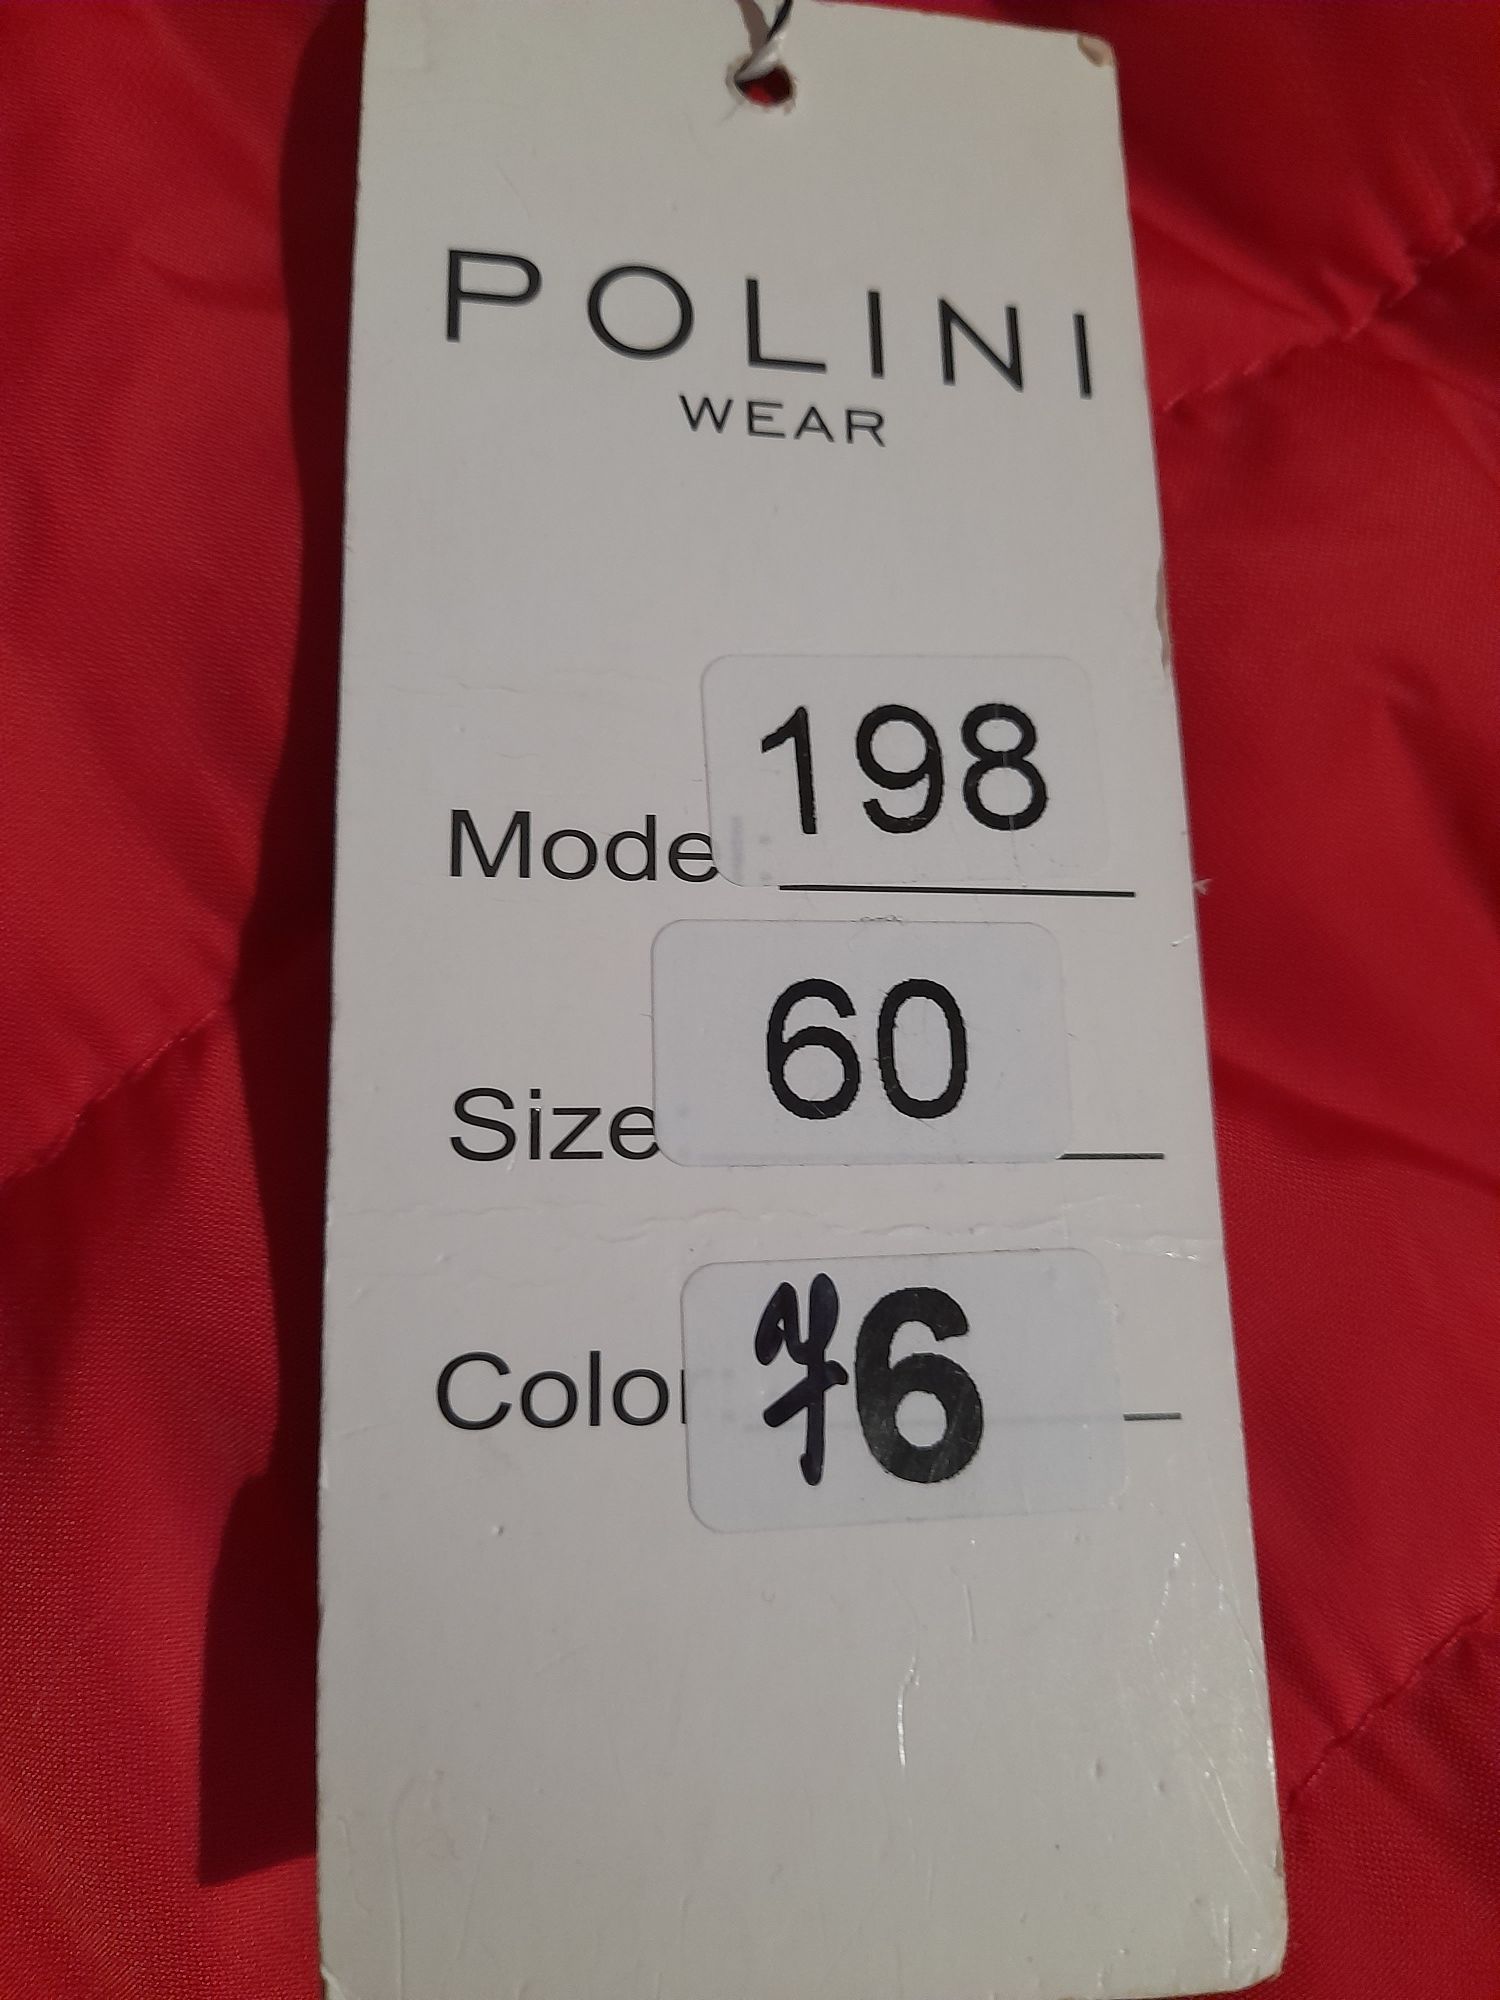 POLINI
WEAR
Mode 198
Size 60
Color 76